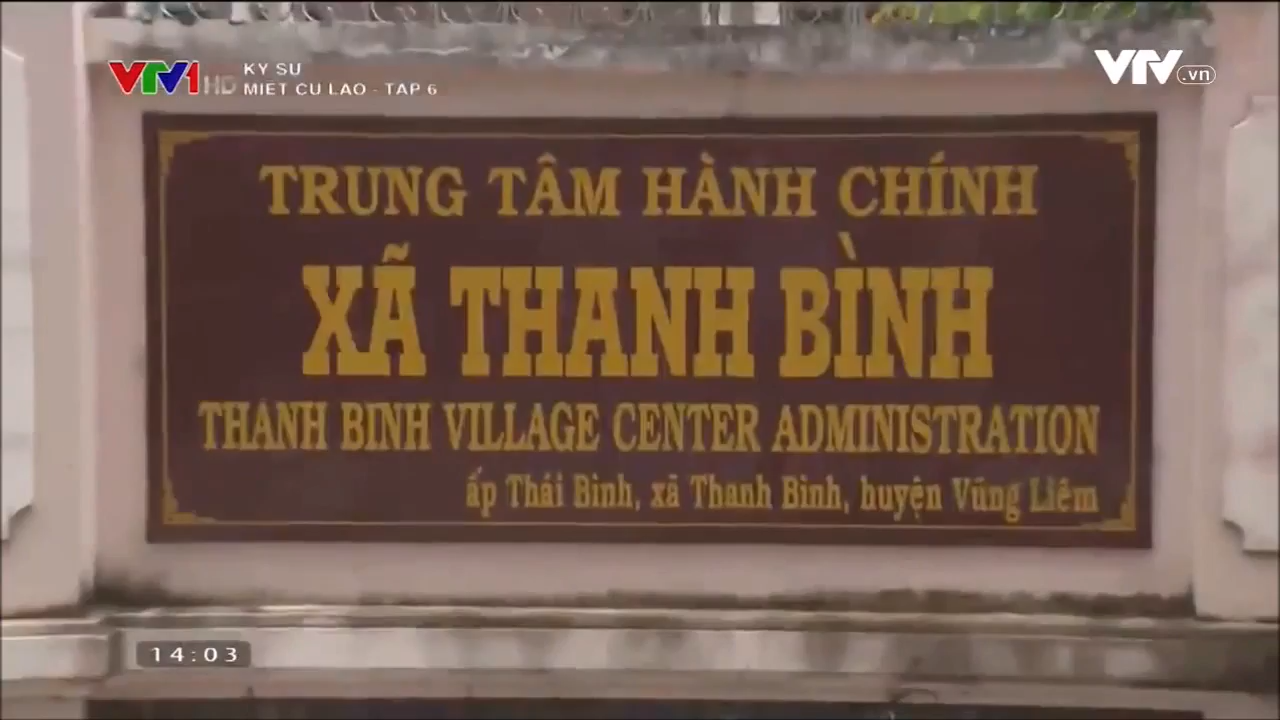 VTV1 HD
KY SU
MIET CU LAO - TAP 6
VTV.vn
TRUNG TÂM HÀNH CHÍNH
XÃ THANH BÌNH
THANH BINH VILLAGE CENTER ADMINISTRATION
ấp Thái Bình, xã Thanh Bình, huyện Vũng Liêm
14:03